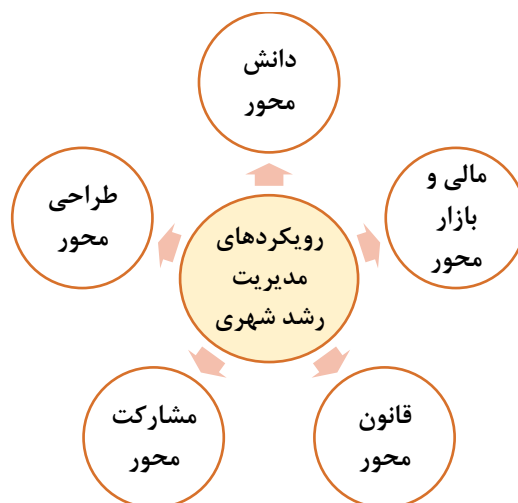 دانش
محور
مالی و
بازار
محور
طراحی
محور
رویکردهای
مدیریت
رشد شهری
مشارکت
محور
قانون
محور